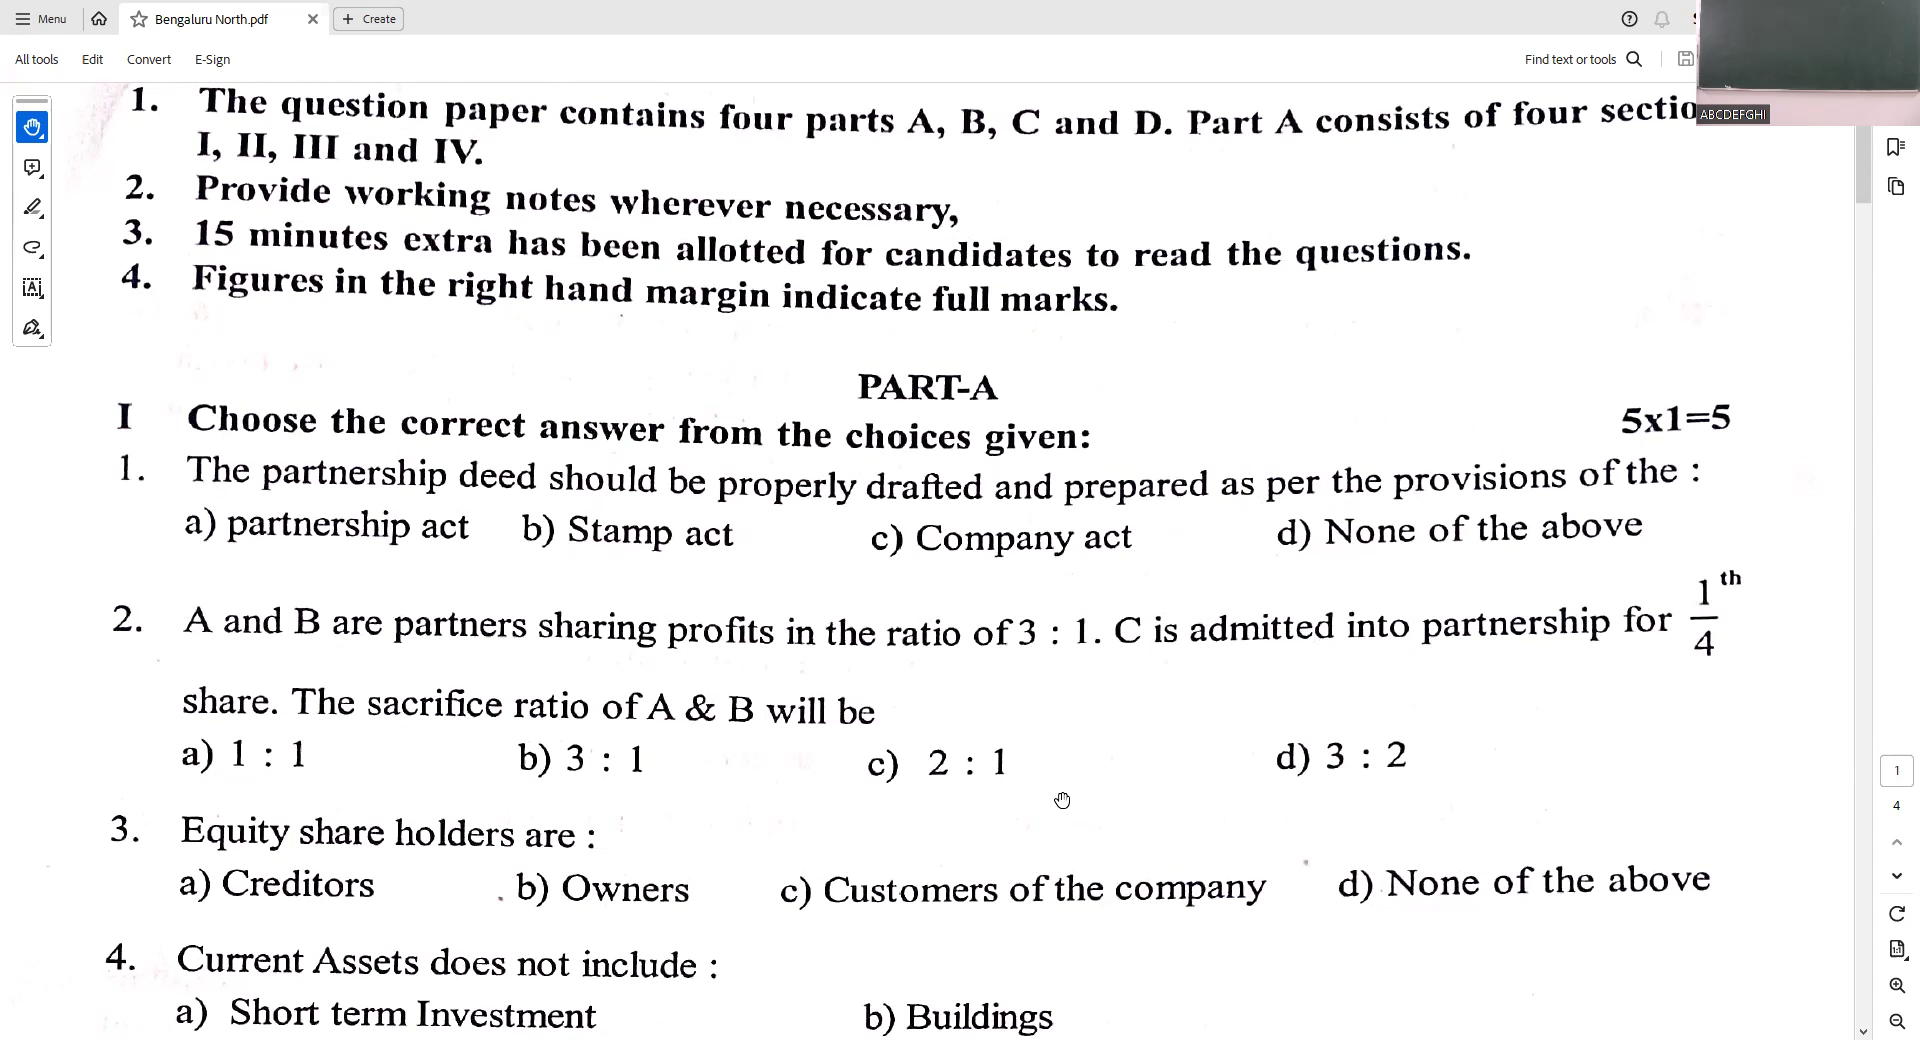 Menu
Bengaluru North.pdf
Create
All tools
Edit
Convert
E-Sign
Find text or tools
ABCDEFGHI
1. The question paper contains four parts A, B, C and D. Part A consists of four sectio
I, II, III and IV.
2. Provide working notes wherever necessary,
3. 15 minutes extra has been allotted for candidates to read the questions.
4. Figures in the right hand margin indicate full marks.
PART-A
I Choose the correct answer from the choices given: 5x1=5
1. The partnership deed should be properly drafted and prepared as per the provisions of the :
a) partnership act b) Stamp act c) Company act d) None of the above
2. A and B are partners sharing profits in the ratio of 3 : 1. C is admitted into partnership for 1/4 th
share. The sacrifice ratio of A & B will be
a) 1 : 1 b) 3 : 1 c) 2 : 1 d) 3 : 2
3. Equity share holders are :
a) Creditors b) Owners c) Customers of the company d) None of the above
4. Current Assets does not include :
a) Short term Investment b) Buildings
1
4